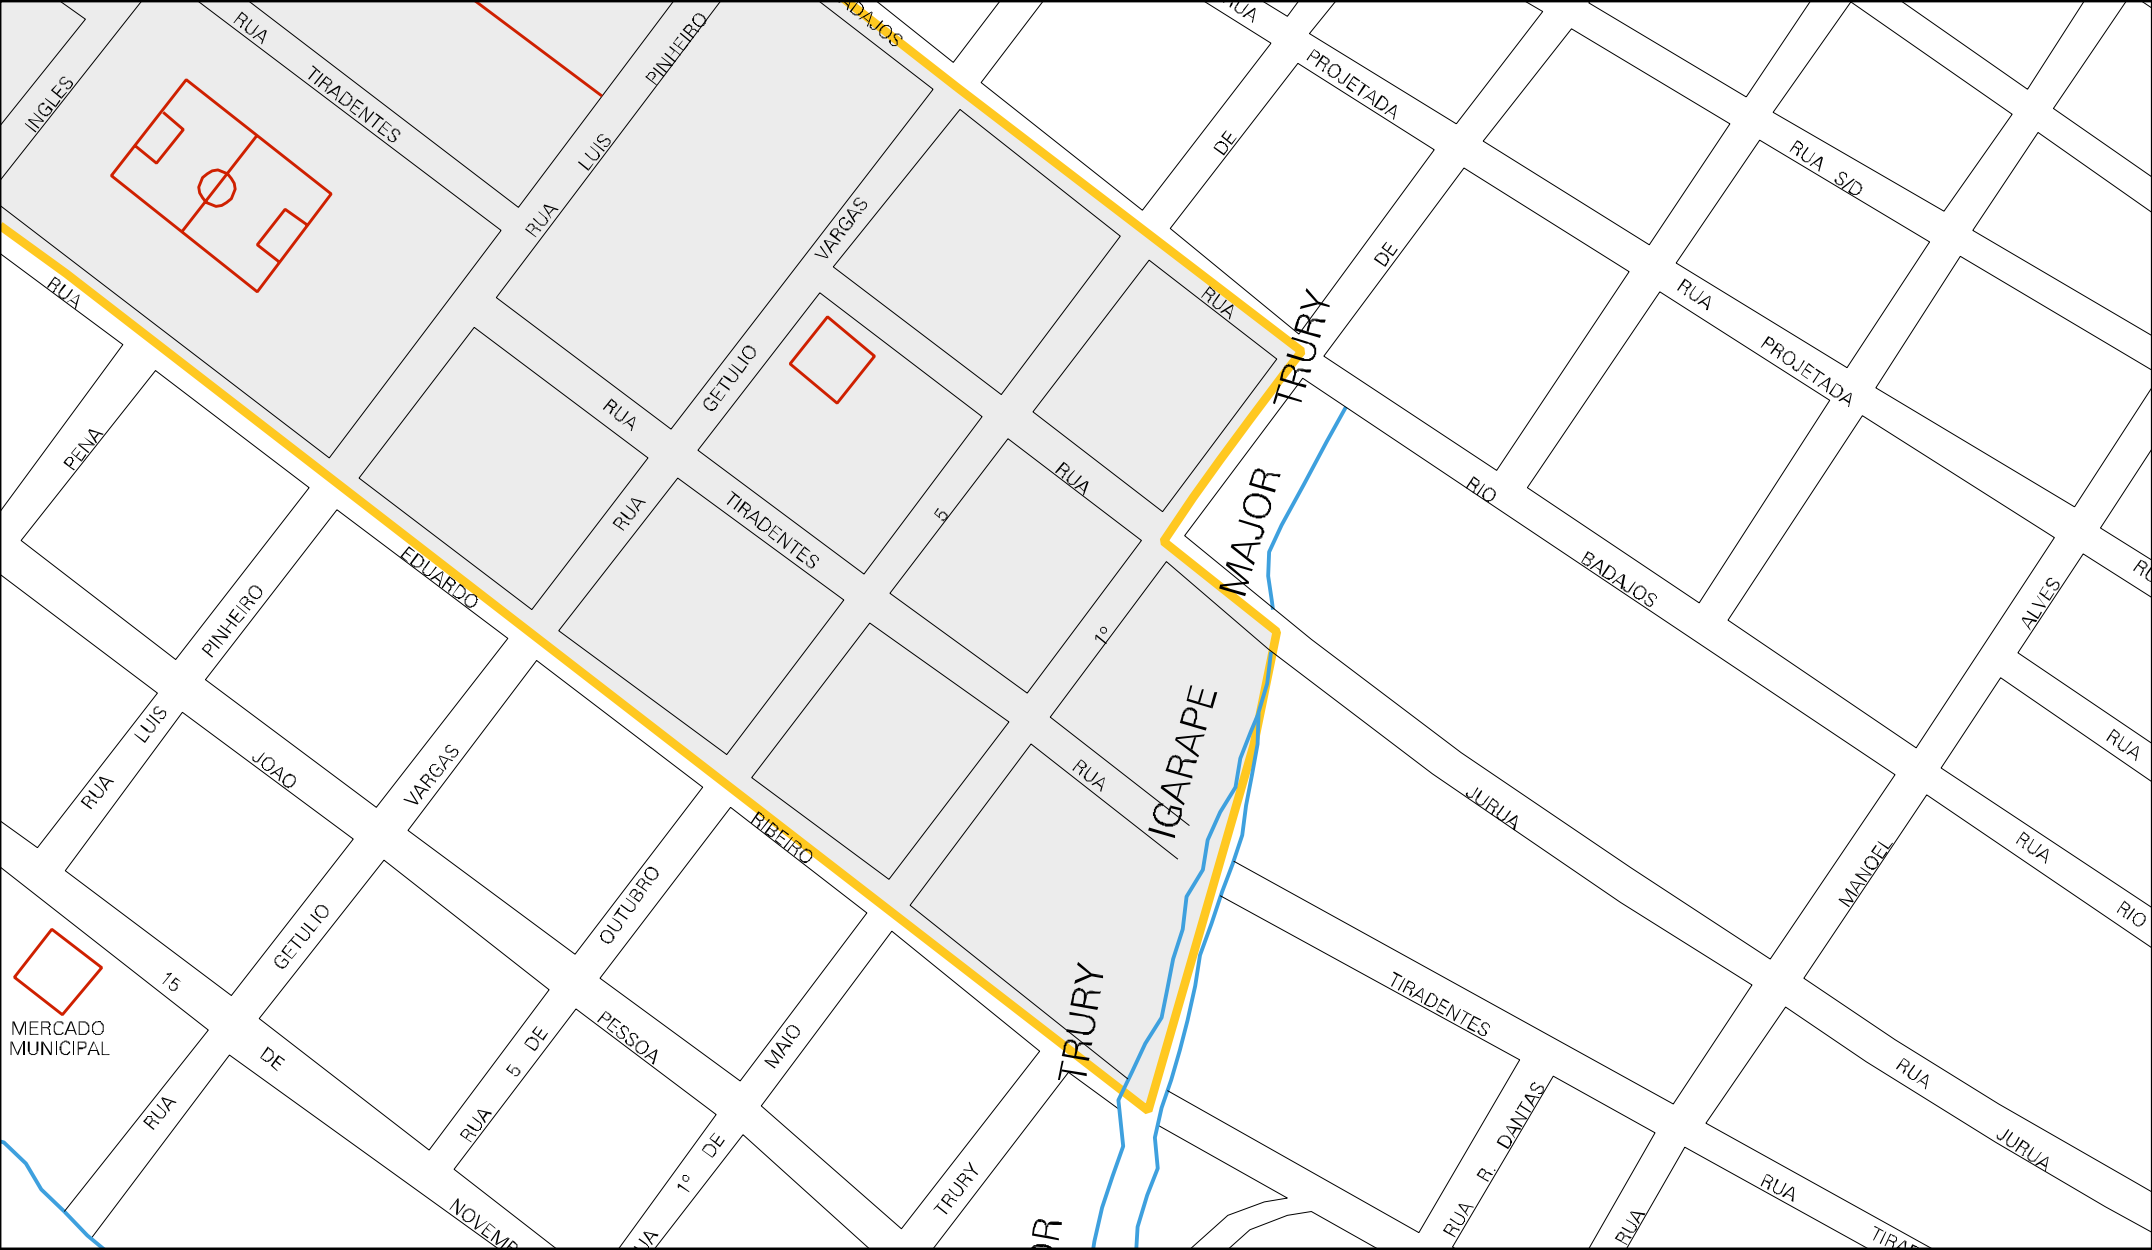 RUA
TIRADENTES
INGLES
PINHEIRO
LUIS
RUA
BADAJOS
RUA
PROJETADA
DE
DE
RUA S/D
RUA
PROJETADA
VARGAS
GETULIO
RUA
RUA
TIRADENTES
RUA
RUA
5
RUA
1º
RUA
TRURY
MAJOR
IGARAPE
TRURY
RIO
BADAJOS
JURUA
ALVES
MANOEL
RUA
RUA
RIO
TIRADENTES
RUA
JURUA
RUA R. DANTAS
RUA
RUA
RUA
EDUARDO
RIBEIRO
PENA
PINHEIRO
LUIS
RUA
JOAO
PESSOA
VARGAS
GETULIO
RUA
OUTUBRO
DE
5
RUA
MAIO
DE
1º
TRURY
15
DE
MERCADO
MUNICIPAL